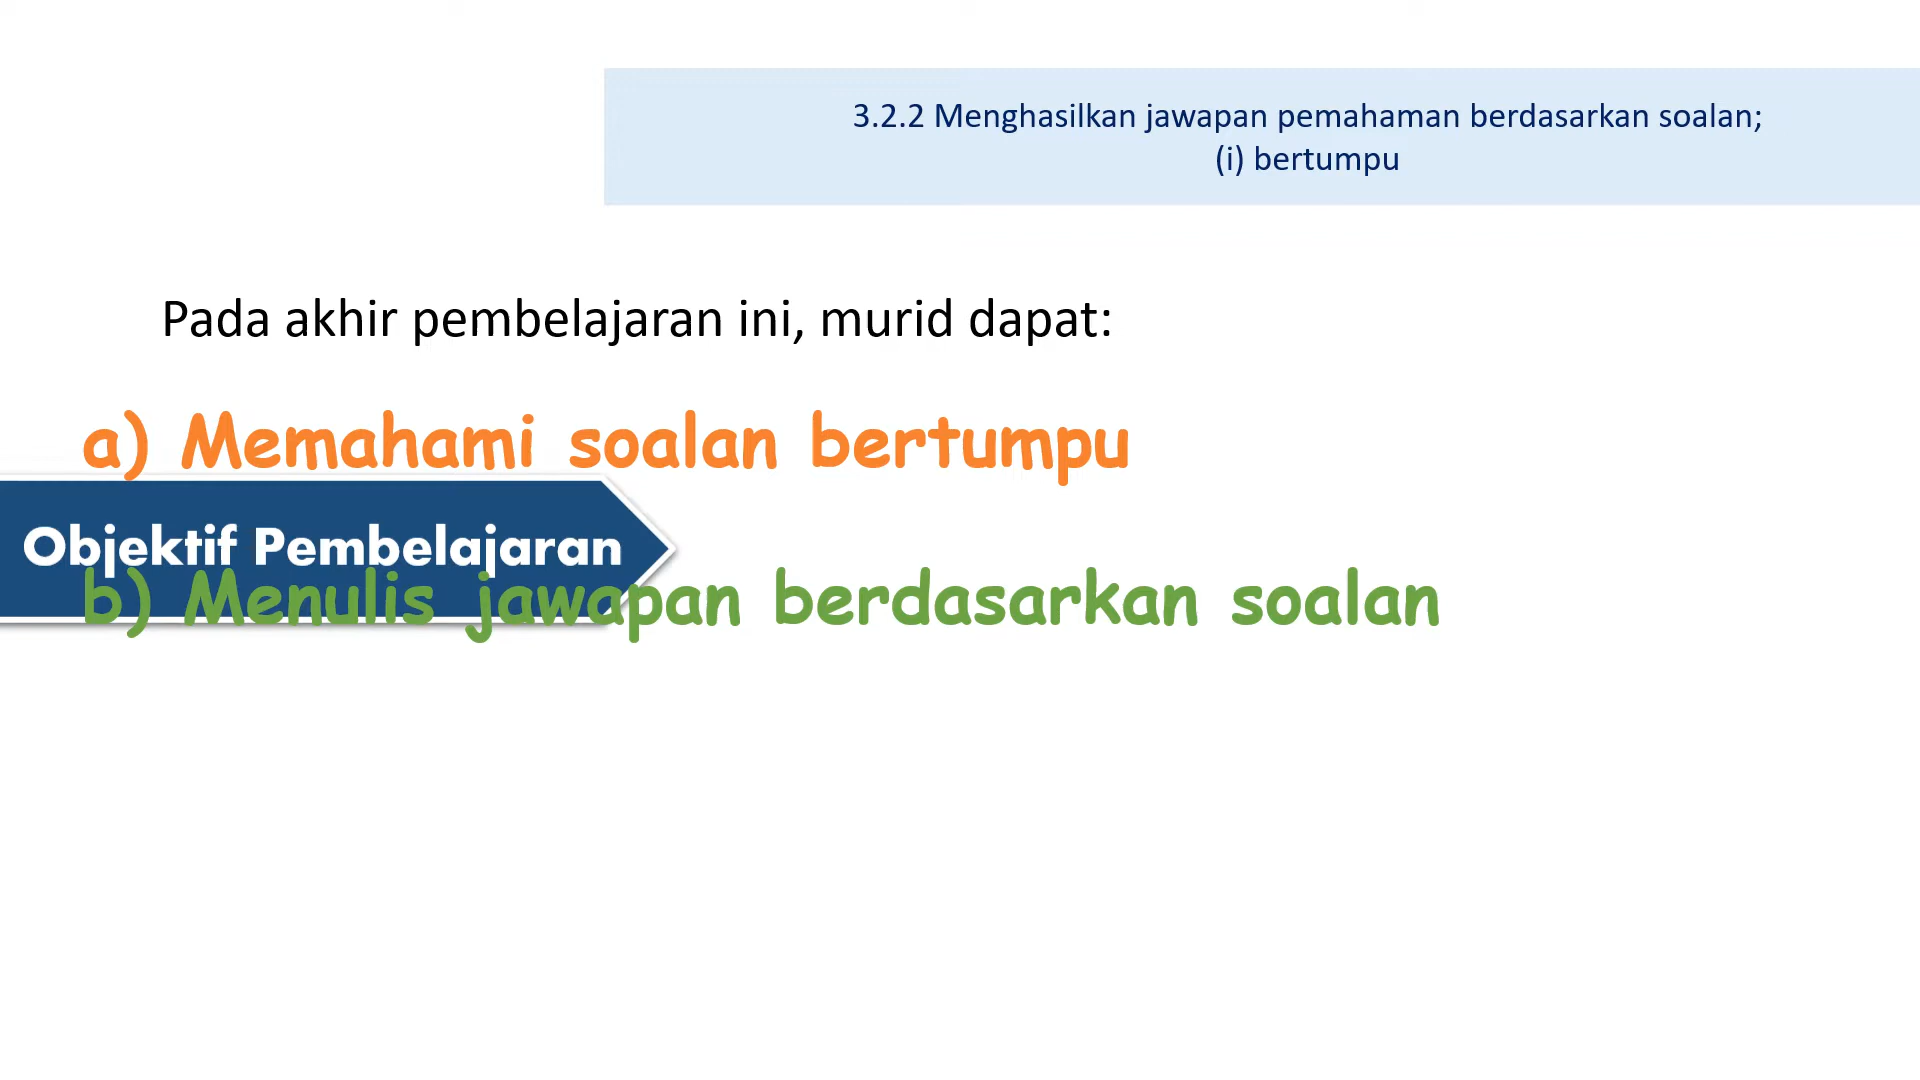 3.2.2 Menghasilkan jawapan pemahaman berdasarkan soalan;
(i) bertumpu
Pada akhir pembelajaran ini, murid dapat:
a) Memahami soalan bertumpu
Objektif Pembelajaran
b) Menulis jawapan berdasarkan soalan